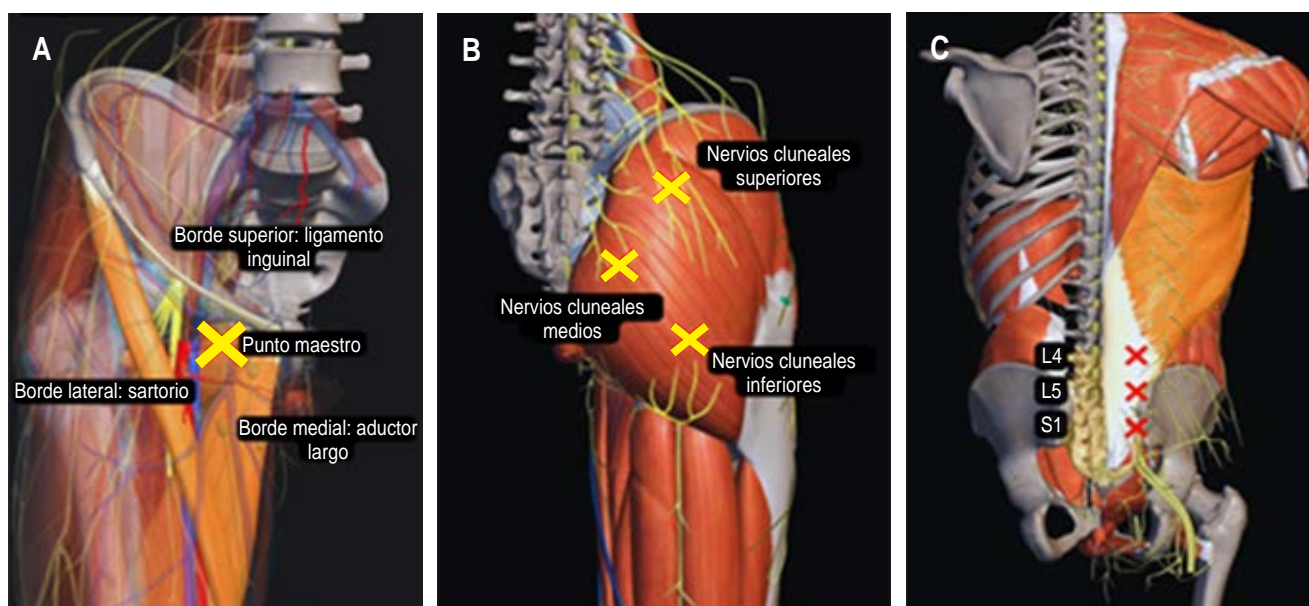 A
Borde superior: ligamento
inguinal
Punto maestro
Borde lateral: sartorio
Borde medial: aductor
largo
B
Nervios cluneales
superiores
Nervios cluneales
medios
Nervios cluneales
inferiores
C
L4
L5
S1